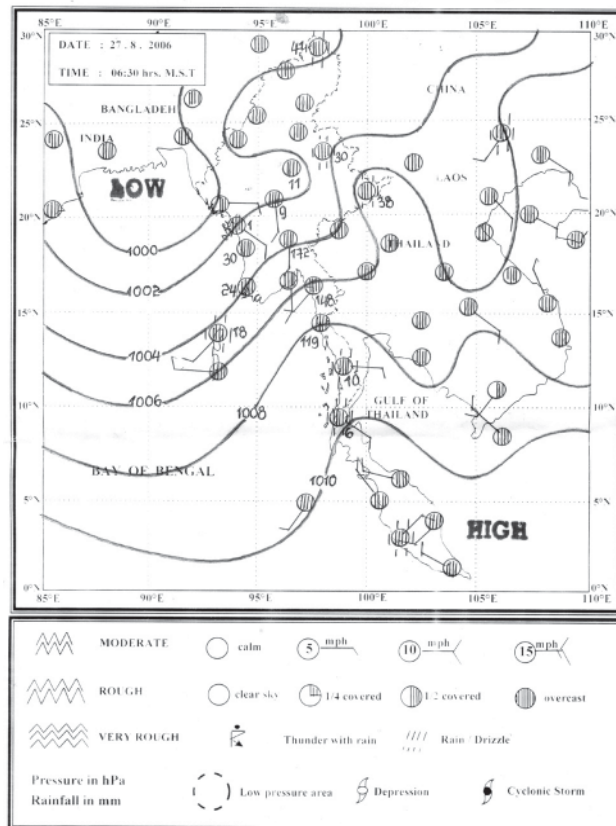 85°E 90°E 95°E 100°E 105°E 110°E
30°N
DATE : 27.8. 2006
TIME : 06:30 hrs. M.S.T
CHINA
BANGLADESH
25°N 25°N
INDIA
30
LOW
11
LAOS
38
9
20°N 20°N
1
1000
30
THAILAND
172
1002
24
148
15°N 15°N
18
119
1004
10
1006
1008
GULF OF
THAILAND
10°N 10°N
6
BAY OF BENGAL
1010
5°N 5°N
HIGH
0°N 0°N
85°E 90°E 95°E 100°E 105°E 110°E
MODERATE calm 5 mph 10 mph 15 mph
ROUGH clear sky 1/4 covered 1/2 covered overcast
VERY ROUGH Thunder with rain Rain / Drizzle
Pressure in hPa
Rainfall in mm
Low pressure area Depression Cyclonic Storm